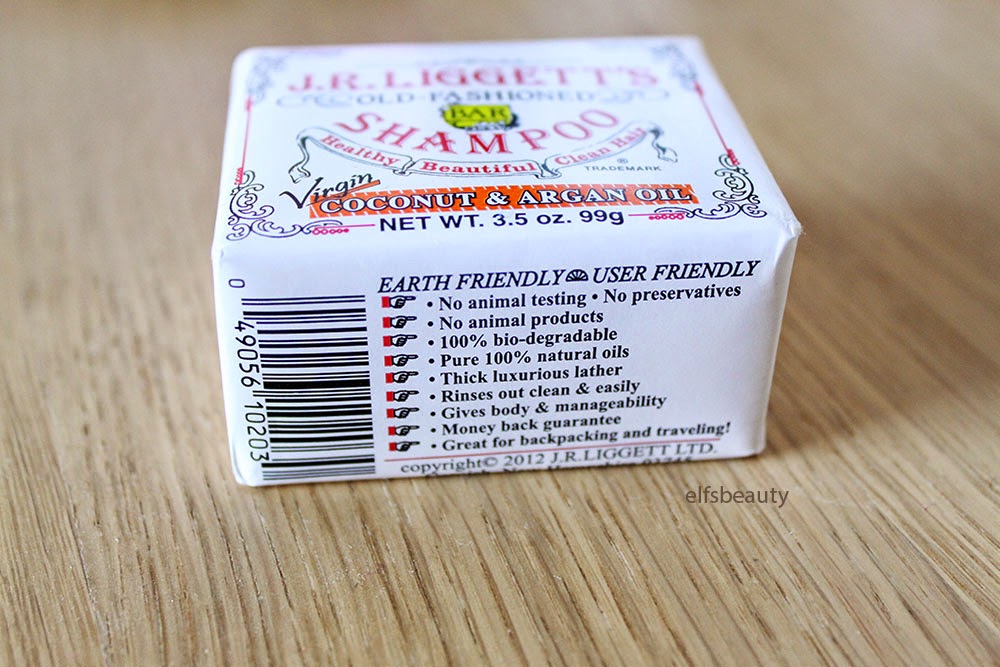 J.R.LIGGETT'S
OLD-FASHIONED
BAR
SHAMPOO
Healthy Beautiful Clean Hair
® TRADEMARK
Virgin
COCONUT & ARGAN OIL
NET WT. 3.5 oz. 99g
EARTH FRIENDLY USER FRIENDLY
• No animal testing • No preservatives
• No animal products
• 100% bio-degradable
• Pure 100% natural oils
• Thick luxurious lather
• Rinses out clean & easily
• Gives body & manageability
• Money back guarantee
• Great for backpacking and traveling!
copyright© 2012 J.R.LIGGETT LTD.
0 49056 10203
elfsbeauty